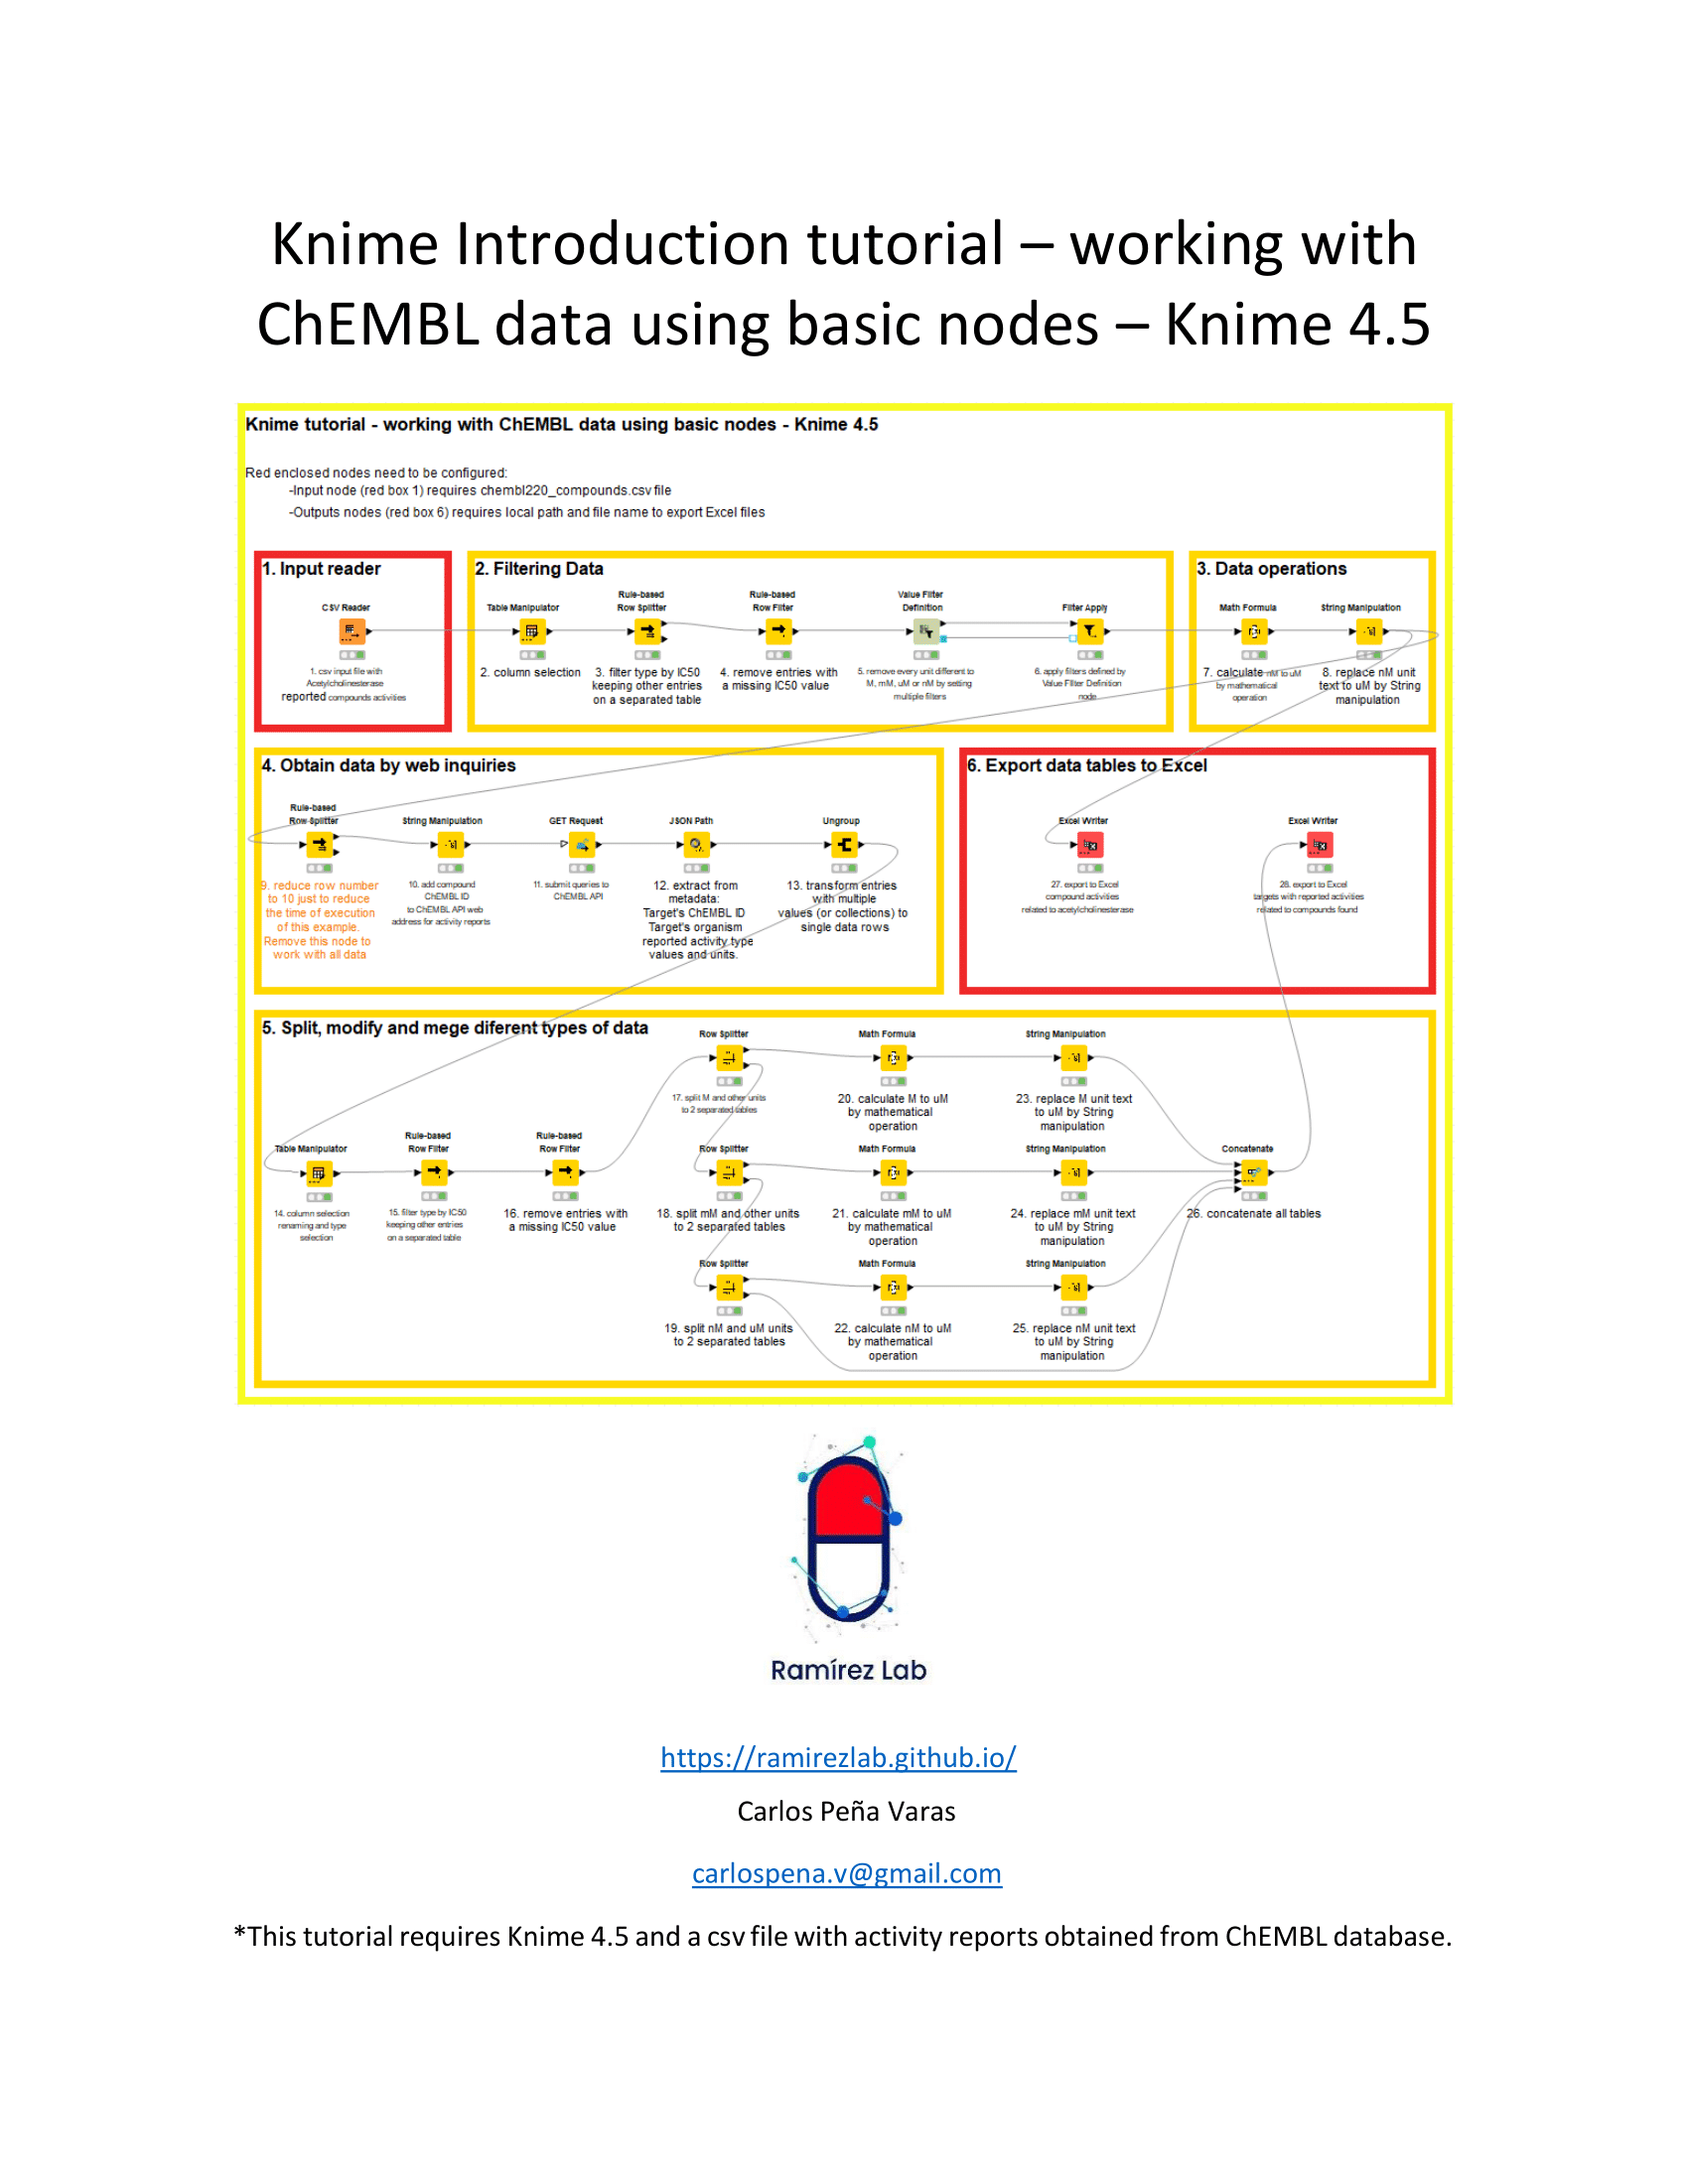 Knime Introduction tutorial – working with
ChEMBL data using basic nodes – Knime 4.5
Knime tutorial - working with ChEMBL data using basic nodes - Knime 4.5
Red enclosed nodes need to be configured:
-Input node (red box 1) requires chembl220_compounds.csv file
-Outputs nodes (red box 6) requires local path and file name to export Excel files
1. Input reader
CSV Reader
1. csv input file with
Acetylcholinesterase
reported compounds activities
2. Filtering Data
Table Manipulator
2. column selection
Rule-based
Row Splitter
3. filter type by IC50
keeping other entries
on a separated table
Rule-based
Row Filter
4. remove entries with
a missing IC50 value
Value Filter
Definition
5. remove every unit different to
M, mM, uM or nM by setting
multiple filters
Filter Apply
6. apply filters defined by
Value Filter Definition
node
3. Data operations
Math Formula
7. calculate nM to uM
by mathematical
operation
String Manipulation
8. replace nM unit
text to uM by String
manipulation
4. Obtain data by web inquiries
Rule-based
Row Splitter
9. reduce row number
to 10 just to reduce
the time of execution
of this example.
Remove this node to
work with all data
String Manipulation
10. add compound
ChEMBL ID
to ChEMBL API web
address for activity reports
GET Request
11. submit queries to
ChEMBL API
JSON Path
12. extract from
metadata:
Target's ChEMBL ID
Target's organism
reported activity type
values and units.
Ungroup
13. transform entries
with multiple
values (or collections) to
single data rows
6. Export data tables to Excel
Excel Writer
27. export to Excel
compound activities
related to acetylcholinesterase
Excel Writer
28. export to Excel
targets with reported activities
related to compounds found
5. Split, modify and mege diferent types of data
Table Manipulator
14. column selection
renaming and type
selection
Rule-based
Row Filter
15. filter type by IC50
keeping other entries
on a separated table
Rule-based
Row Filter
16. remove entries with
a missing IC50 value
Row Splitter
17. split M and other units
to 2 separated tables
Math Formula
20. calculate M to uM
by mathematical
operation
String Manipulation
23. replace M unit text
to uM by String
manipulation
Row Splitter
18. split mM and other units
to 2 separated tables
Math Formula
21. calculate mM to uM
by mathematical
operation
String Manipulation
24. replace mM unit text
to uM by String
manipulation
Row Splitter
19. split nM and uM units
to 2 separated tables
Math Formula
22. calculate nM to uM
by mathematical
operation
String Manipulation
25. replace nM unit text
to uM by String
manipulation
Concatenate
26. concatenate all tables
Ramírez Lab
https://ramirezlab.github.io/
Carlos Peña Varas
carlospena.v@gmail.com
*This tutorial requires Knime 4.5 and a csv file with activity reports obtained from ChEMBL database.